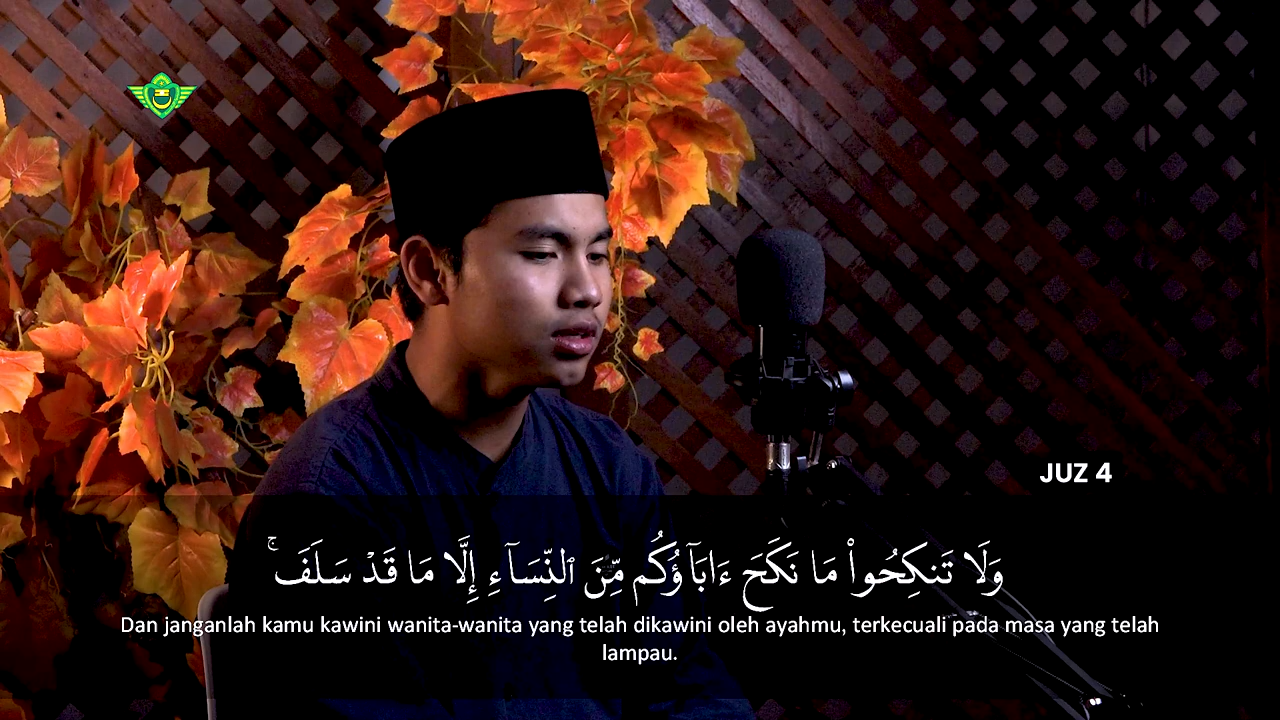 JUZ 4
وَلَا تَنكِحُوا۟ مَا نَكَحَ ءَابَآؤُكُم مِّنَ ٱلنِّسَآءِ إِلَّا مَا قَدْ سَلَفَ ۚ
Dan janganlah kamu kawini wanita-wanita yang telah dikawini oleh ayahmu, terkecuali pada masa yang telah
lampau.